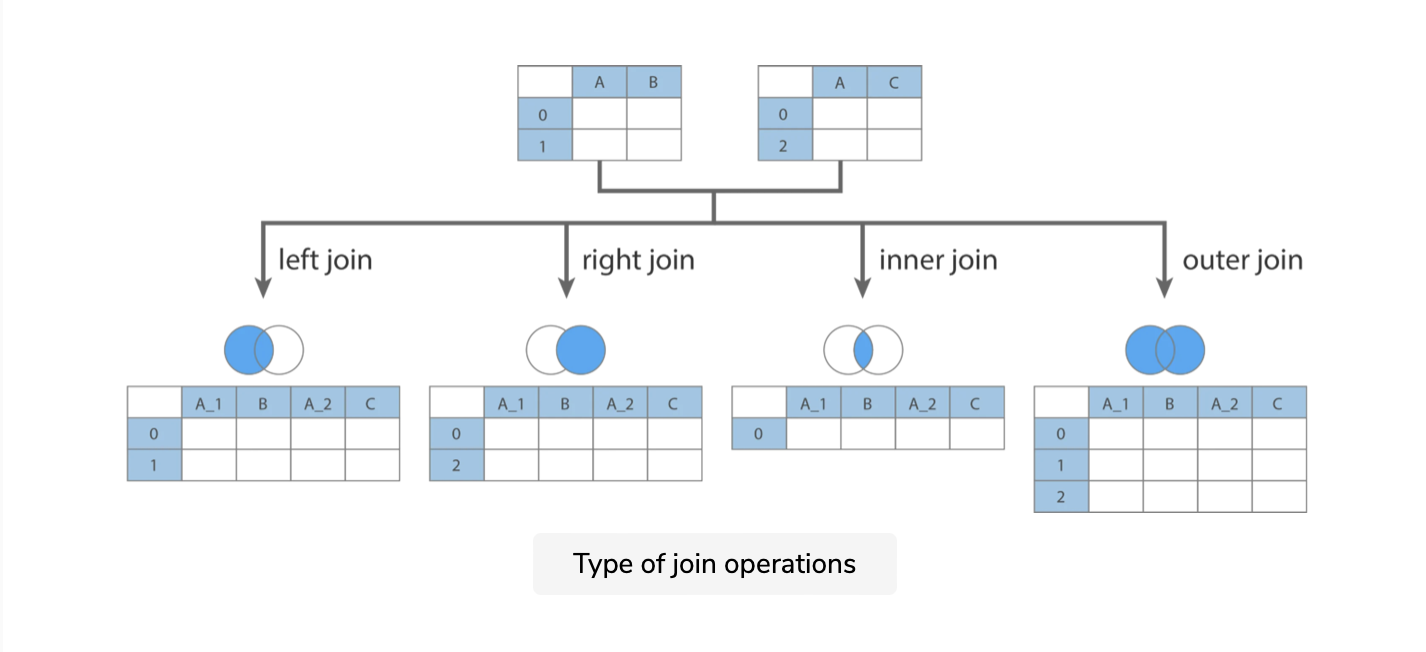 A B
0
1
A C
0
2
left join
right join
inner join
outer join
A_1 B A_2 C
0
1
A_1 B A_2 C
0
2
A_1 B A_2 C
0
A_1 B A_2 C
0
1
2
Type of join operations